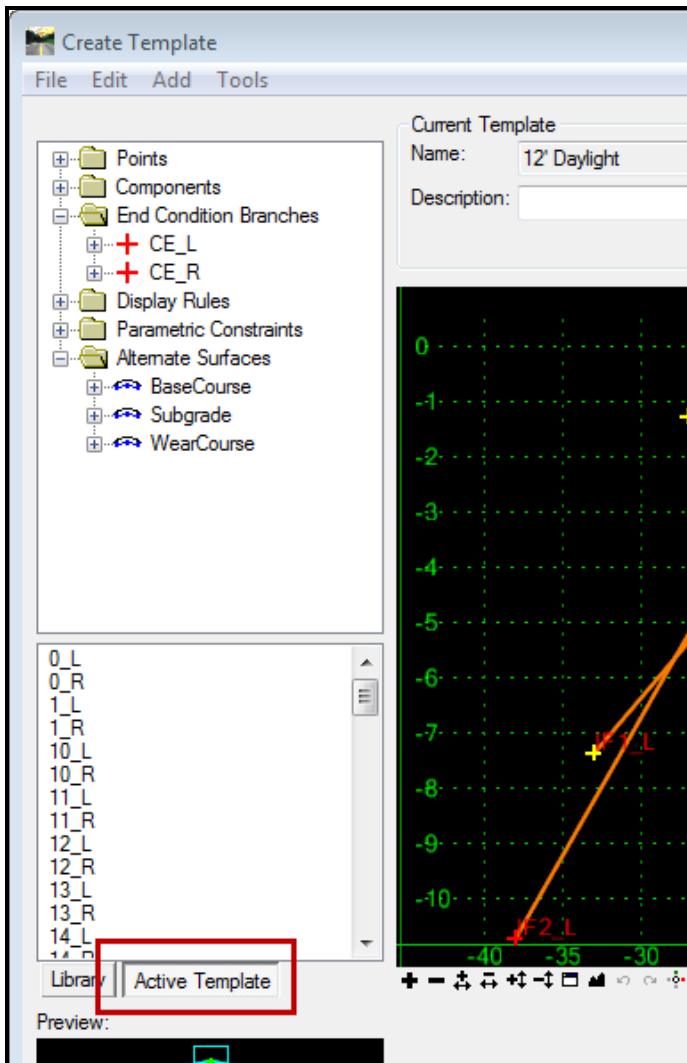 Create Template
File Edit Add Tools
Points
Components
End Condition Branches
CE_L
CE_R
Display Rules
Parametric Constraints
Alternate Surfaces
BaseCourse
Subgrade
WearCourse
0_L
0_R
1_L
1_R
10_L
10_R
11_L
11_R
12_L
12_R
13_L
13_R
14_L
14_R
Library Active Template
Preview:
Current Template
Name: 12' Daylight
Description:
0
-1
-2
-3
-4
-5
-6
-7
-8
-9
-10
IF1_L
IF2_L
-40 -35 -30